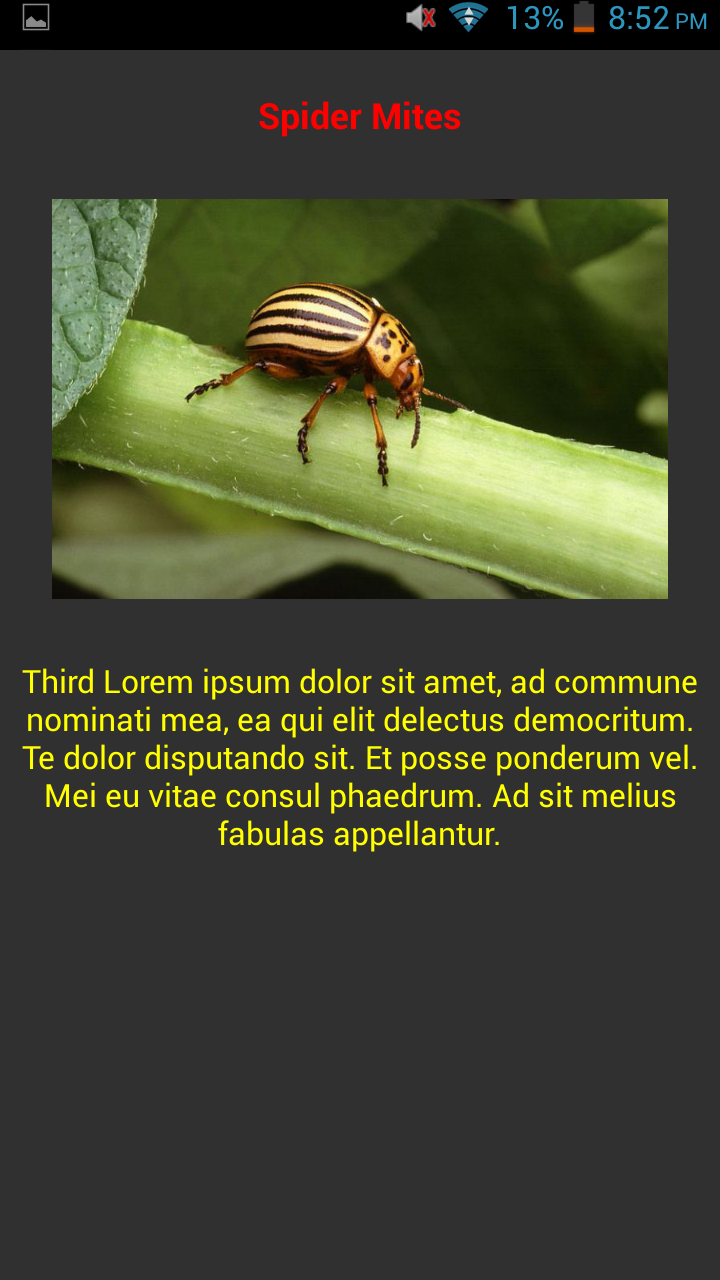 13% 8:52 PM
Spider Mites
Third Lorem ipsum dolor sit amet, ad commune
nominati mea, ea qui elit delectus democritum.
Te dolor disputando sit. Et posse ponderum vel.
Mei eu vitae consul phaedrum. Ad sit melius
fabulas appellantur.